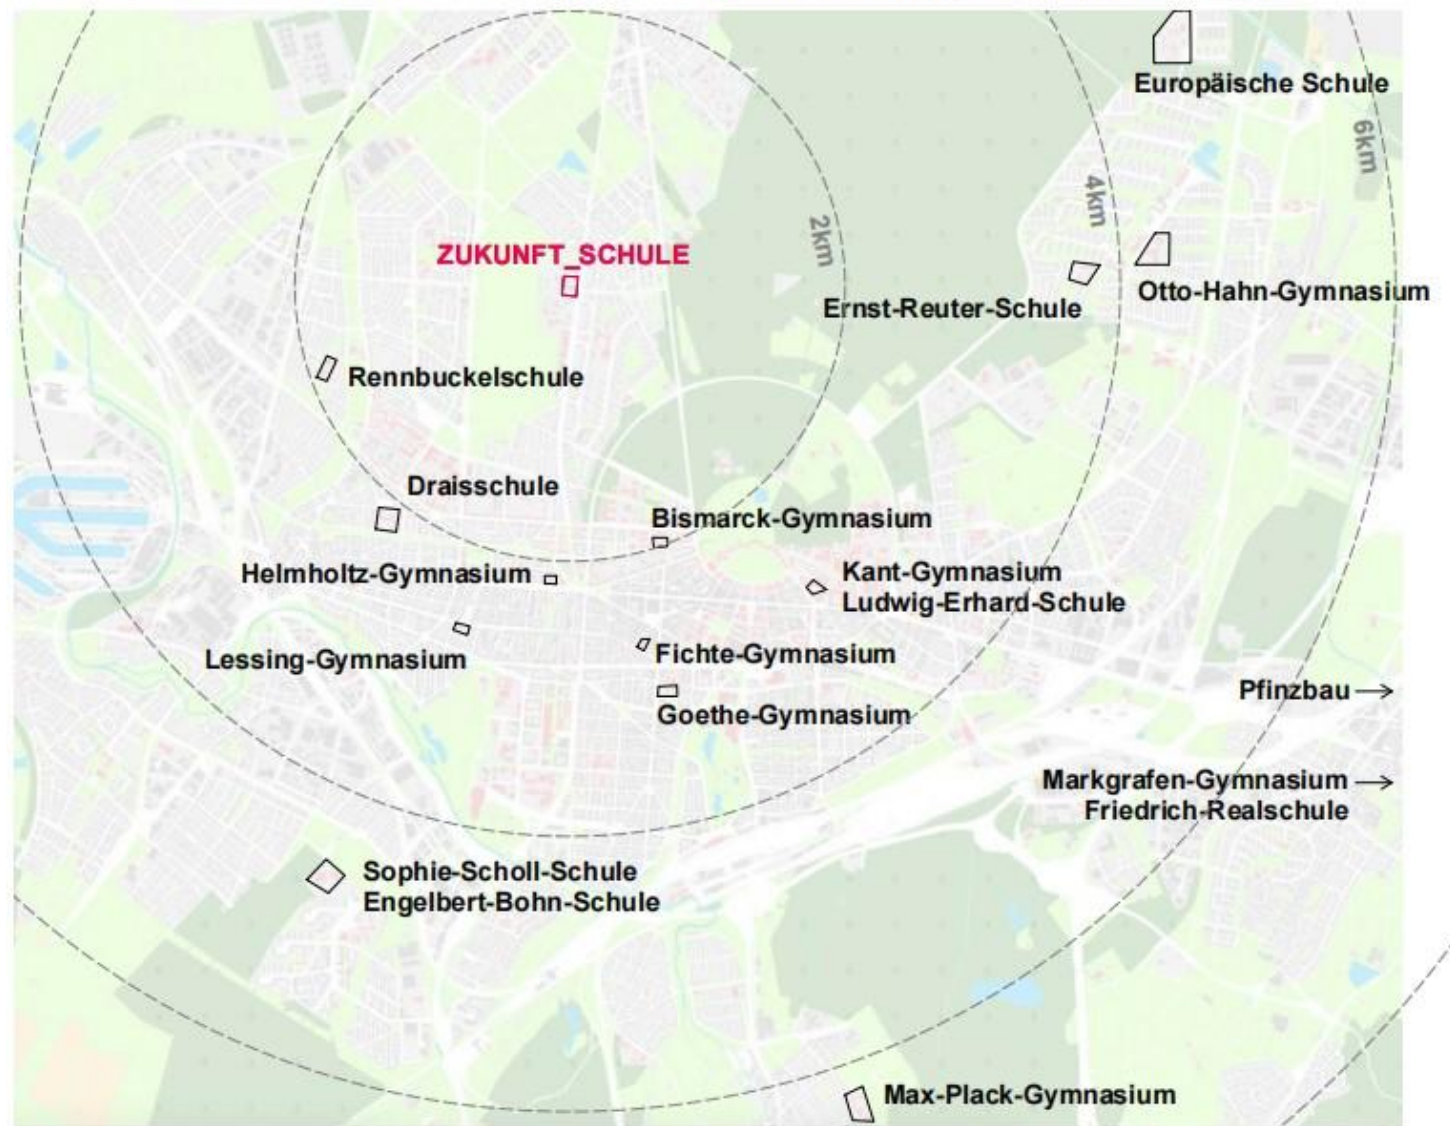 Europäische Schule
6km
4km
2km
ZUKUNFT_SCHULE
Otto-Hahn-Gymnasium
Ernst-Reuter-Schule
Rennbuckelschule
Draisschule
Bismarck-Gymnasium
Helmholtz-Gymnasium
Kant-Gymnasium
Ludwig-Erhard-Schule
Lessing-Gymnasium
Fichte-Gymnasium
Goethe-Gymnasium
Pfinzbau
Markgrafen-Gymnasium
Friedrich-Realschule
Sophie-Scholl-Schule
Engelbert-Bohn-Schule
Max-Plack-Gymnasium